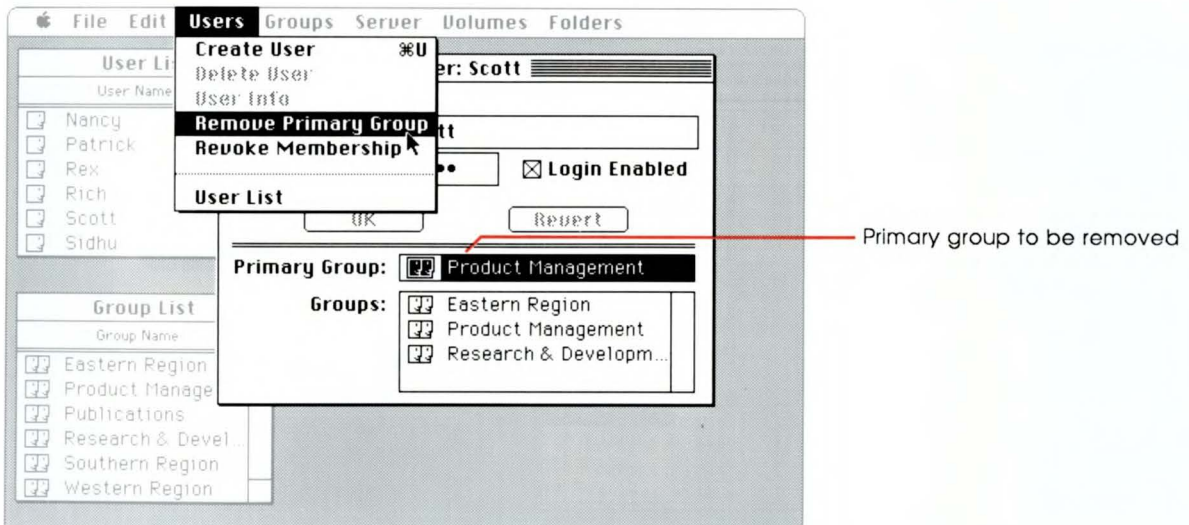 File Edit Users Groups Server Volumes Folders
Create User ⌘U
Delete User
User Info
Remove Primary Group
Revoke Membership
User List
User Li
User Name
Nancy
Patrick
Rex
Rich
Scott
Sidhu
er: Scott
tt
•• Login Enabled
OK Revert
Primary Group: Product Management
Groups: Eastern Region
Product Management
Research & Developm...
Primary group to be removed
Group List
Group Name
Eastern Region
Product Manage
Publications
Research & Devel...
Southern Region
Western Region